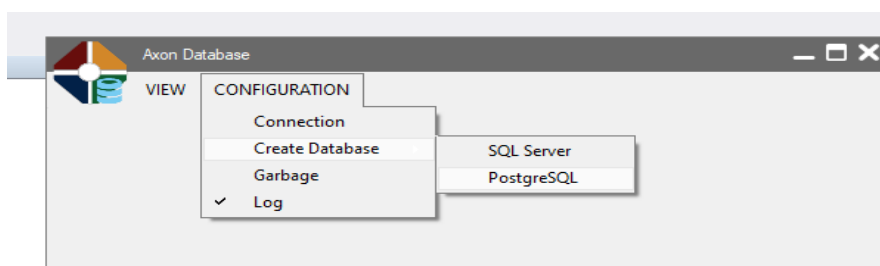 Axon Database
VIEW CONFIGURATION
Connection
Create Database
SQL Server
Garbage
PostgreSQL
Log